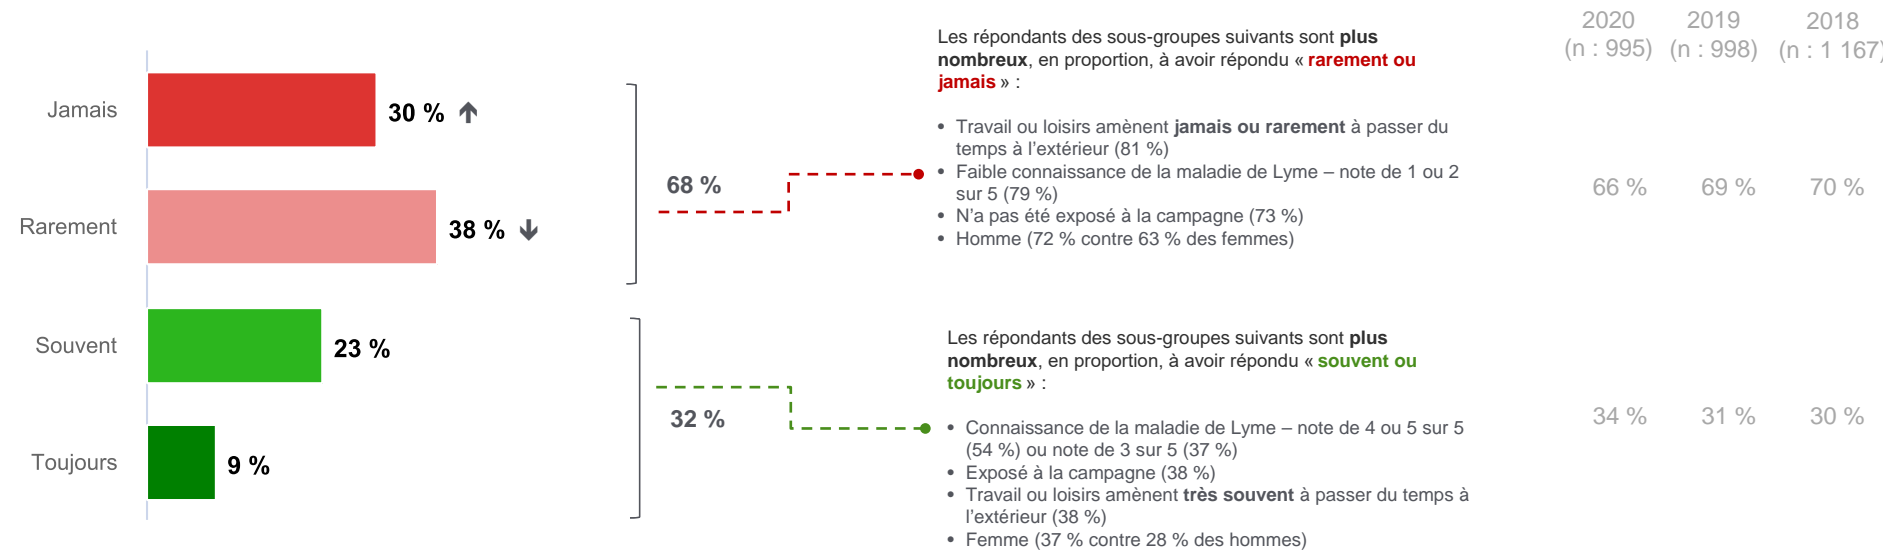 Jamais
30 %
Rarement
38 %
Souvent
23 %
Toujours
9 %
68 %
32 %
Les répondants des sous-groupes suivants sont plus
nombreux, en proportion, à avoir répondu « rarement ou
jamais » :
• Travail ou loisirs amènent jamais ou rarement à passer du
temps à l'extérieur (81 %)
• Faible connaissance de la maladie de Lyme – note de 1 ou 2
sur 5 (79 %)
• N'a pas été exposé à la campagne (73 %)
• Homme (72 % contre 63 % des femmes)
Les répondants des sous-groupes suivants sont plus
nombreux, en proportion, à avoir répondu « souvent ou
toujours » :
• Connaissance de la maladie de Lyme – note de 4 ou 5 sur 5
(54 %) ou note de 3 sur 5 (37 %)
• Exposé à la campagne (38 %)
• Travail ou loisirs amènent très souvent à passer du temps à
l'extérieur (38 %)
• Femme (37 % contre 28 % des hommes)
2020 2019 2018
(n : 995) (n : 998) (n : 1 167)
66 % 69 % 70 %
34 % 31 % 30 %